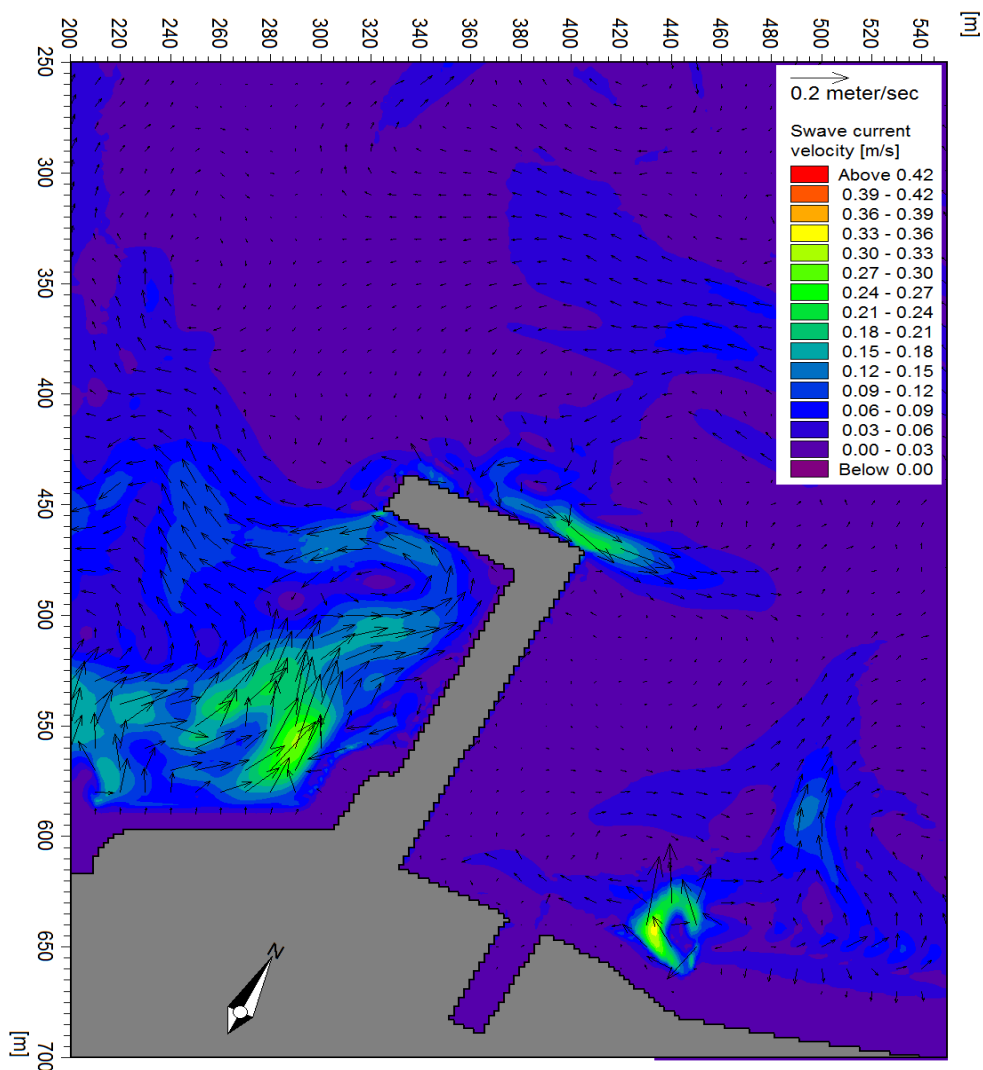 [m]
200 220 240 260 280 300 320 340 360 380 400 420 440 460 480 500 520 540
250
300
350
400
450
500
550
600
650
700
[m]
0.2 meter/sec
Swave current
velocity [m/s]
Above 0.42
0.39 - 0.42
0.36 - 0.39
0.33 - 0.36
0.30 - 0.33
0.27 - 0.30
0.24 - 0.27
0.21 - 0.24
0.18 - 0.21
0.15 - 0.18
0.12 - 0.15
0.09 - 0.12
0.06 - 0.09
0.03 - 0.06
0.00 - 0.03
Below 0.00
N